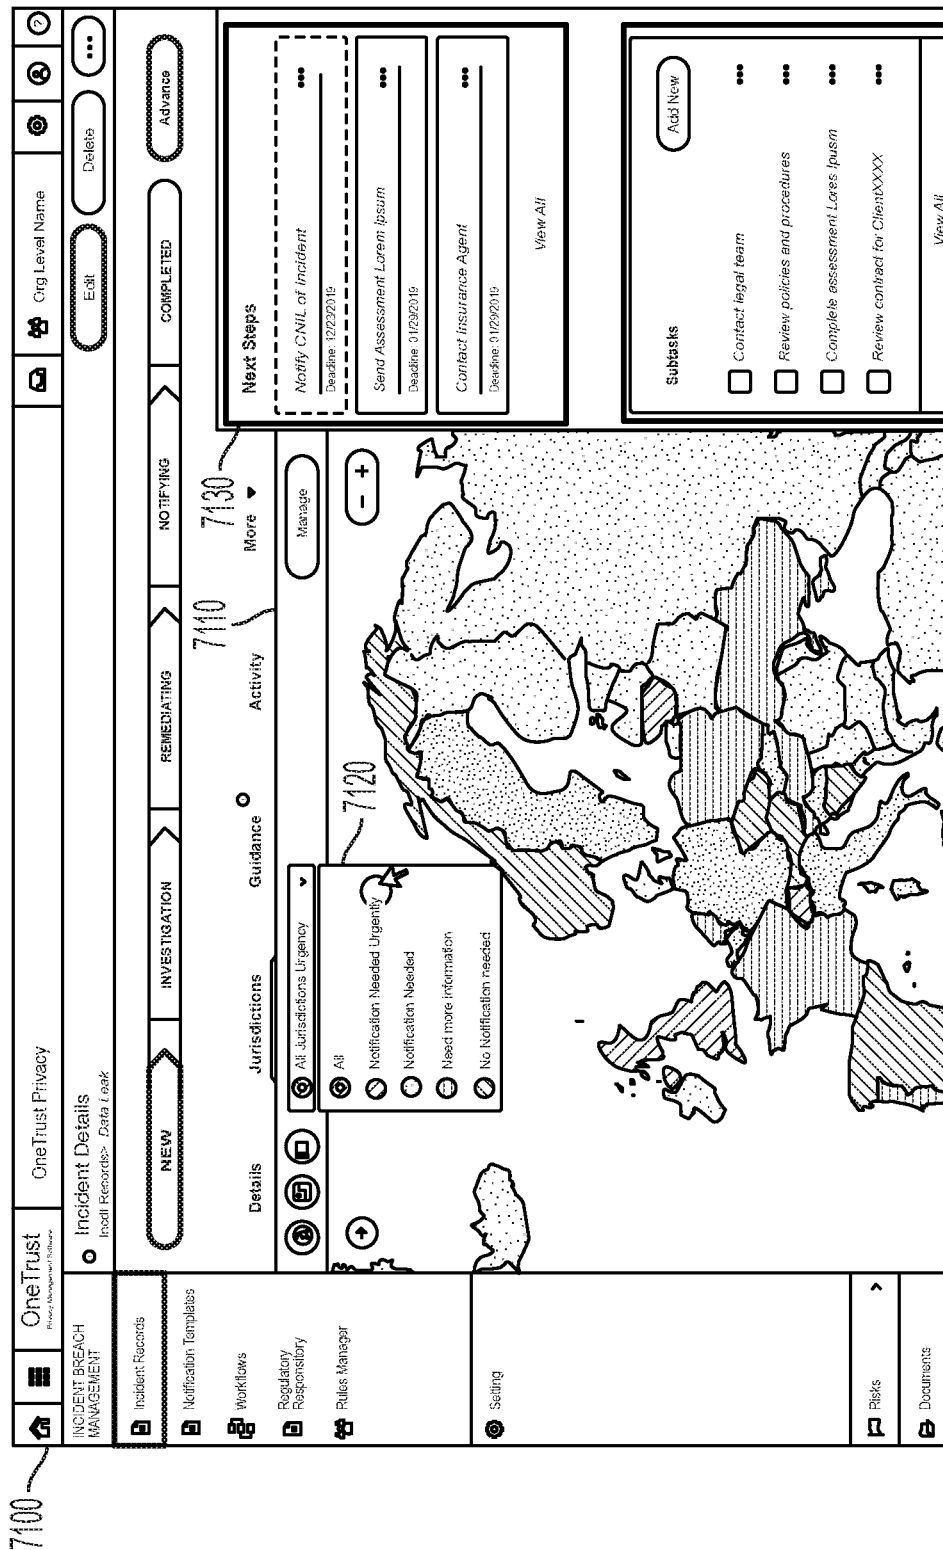 7100
OneTrust
Privacy Management Software
OneTrust Privacy
Org Level Name
?
INCIDENT BREACH
MANAGEMENT
Incident Records
Notification Templates
Workflows
Regulatory
Responsitory
Rules Manager
Setting
Risks
Documents
Incident Details
Incdl Records> Data Leak
Edit
Delete
NEW
INVESTIGATION
REMEDIATING
NOTIFYING
COMPLETED
Advance
Details
Jurisdictions
Guidance
Activity
More
7110
7130
All Jurisdictions Urgency
Manage
7120
All
Notification Needed Urgently
Notification Needed
Need more information
No Notification needed
− +
Next Steps
Notify CNIL of Incident
Deadline: 12/23/2019
Send Assessment Lorem Ipsum
Deadline: 01/29/2019
Contact Insurance Agent
Deadline: 01/29/2019
View All
Subtasks
Add New
Contact legal team
Review policies and procedures
Complete assessment Lores Ipusm
Review contract for ClientXXXX
View All